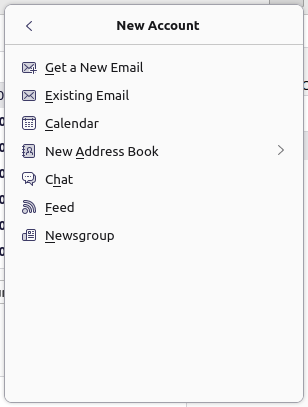 New Account
Get a New Email
Existing Email
Calendar
New Address Book
Chat
Feed
Newsgroup